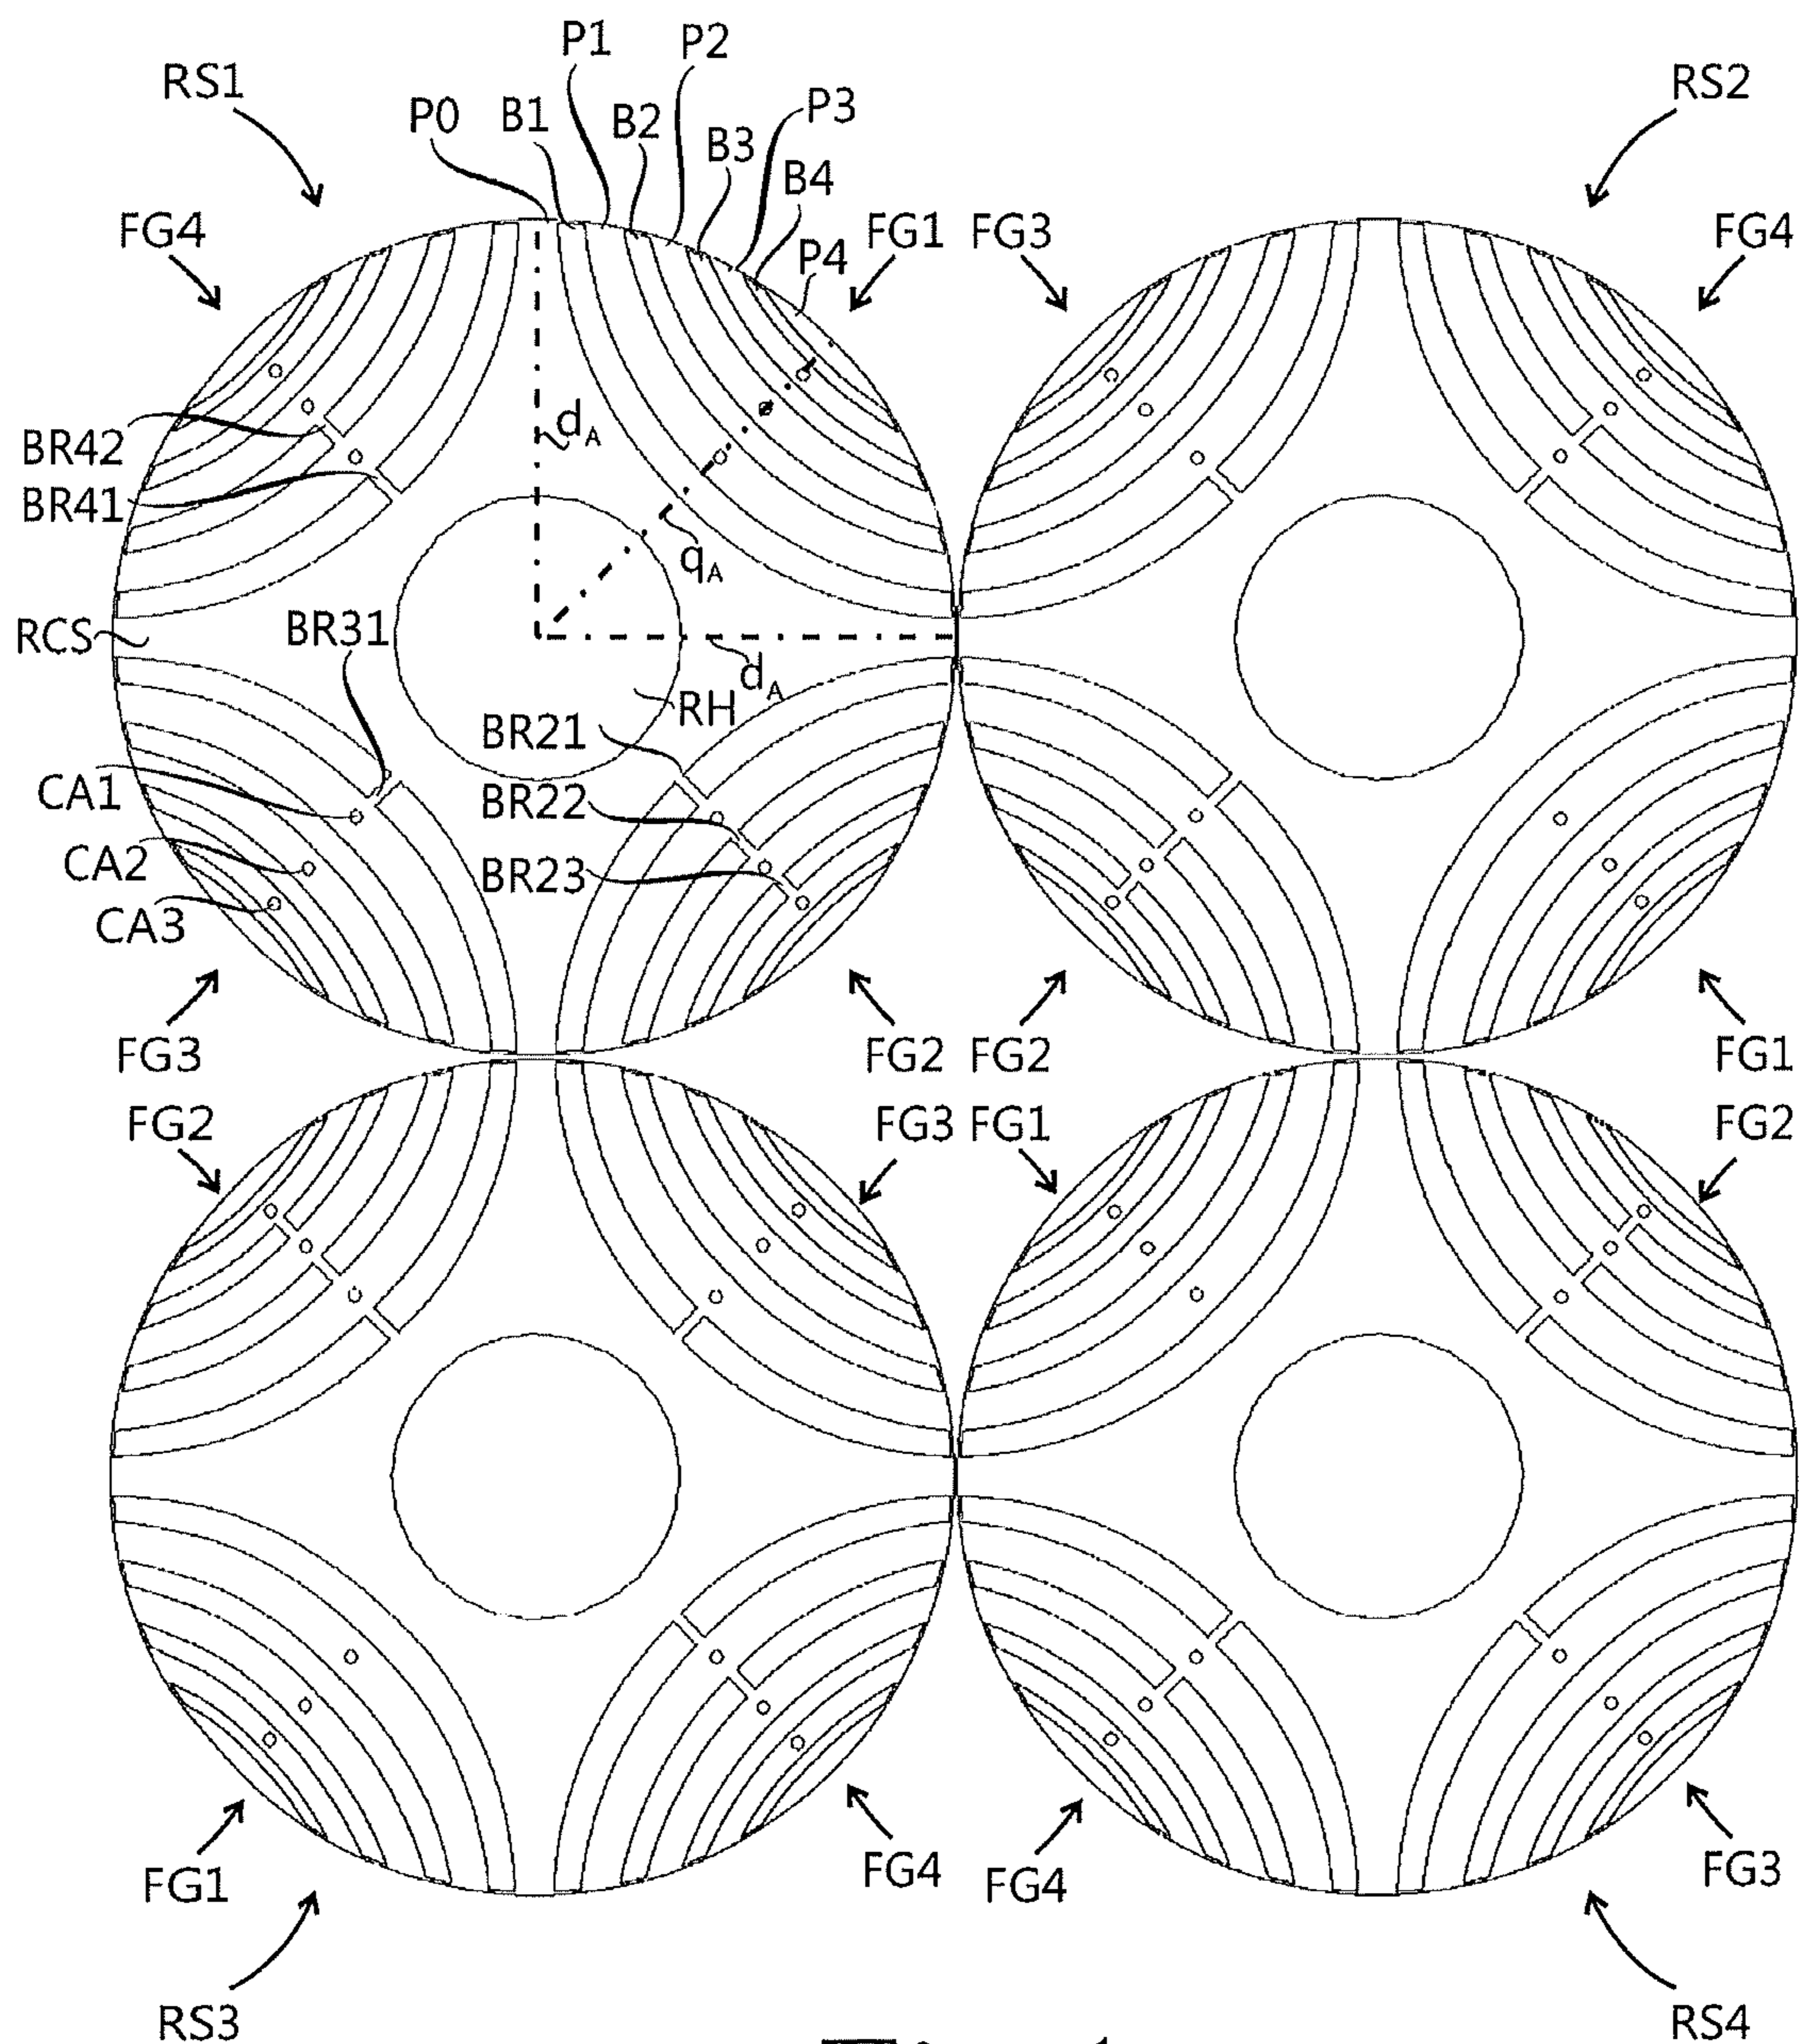 P1
P2
RS1
RS2
P0
B1
B2
P3
B3
B4
FG4
FG1
FG3
FG4
P4
dA
BR42
BR41
qA
RCS
BR31
dA
RH
BR21
CA1
BR22
CA2
BR23
CA3
FG3
FG2
FG2
FG1
FG2
FG3
FG1
FG2
FG1
FG4
FG4
FG3
RS3
RS4